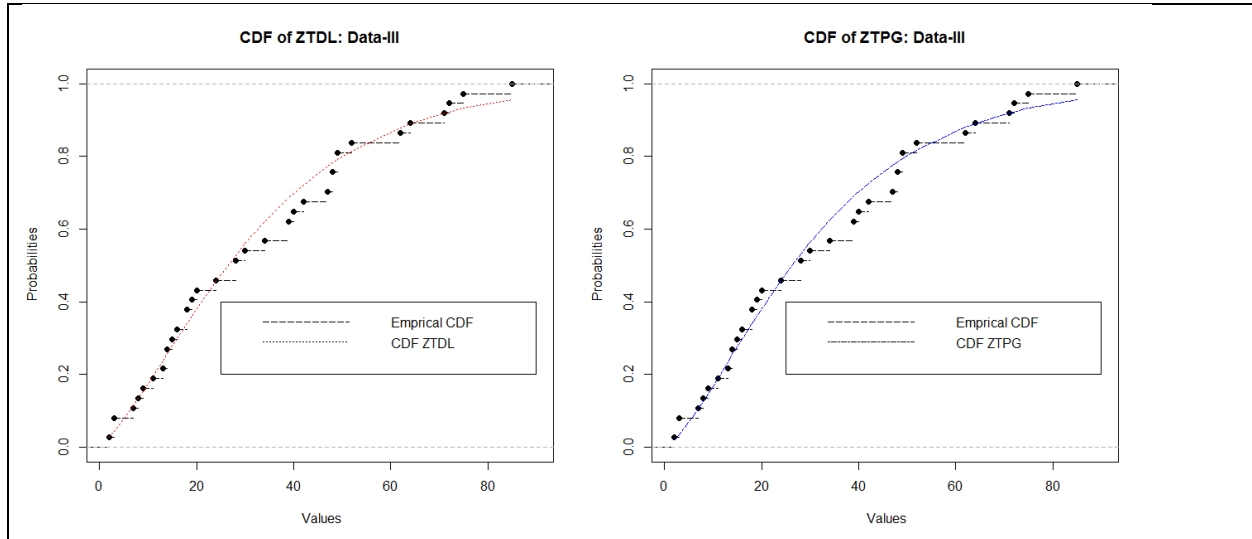 CDF of ZTDL: Data-III
Probabilities
1.0
0.8
0.6
0.4
0.2
0.0
Emprical CDF
CDF ZTDL
0 20 40 60 80
Values
CDF of ZTPG: Data-III
Probabilities
1.0
0.8
0.6
0.4
0.2
0.0
Emprical CDF
CDF ZTPG
0 20 40 60 80
Values